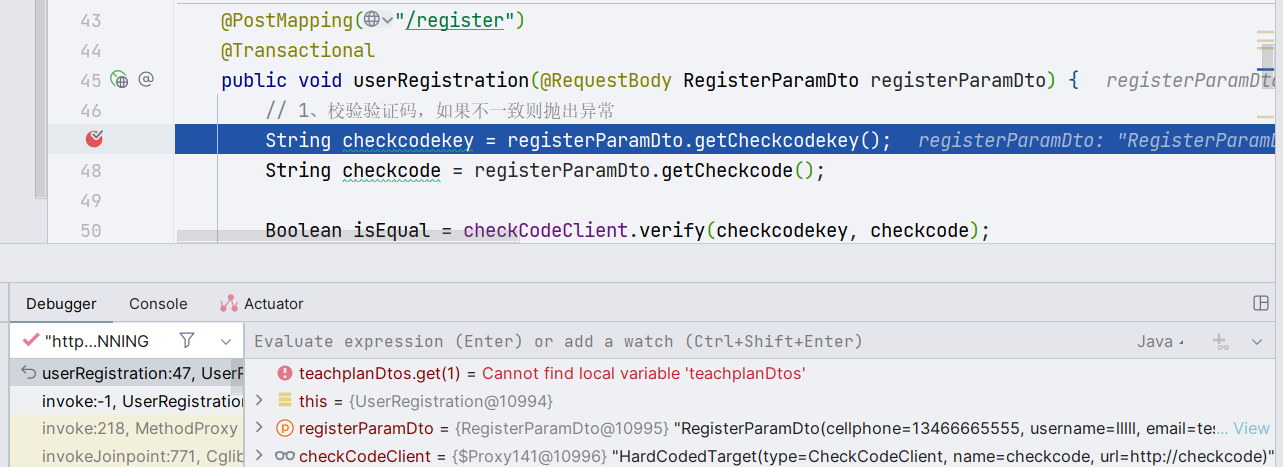 43 @PostMapping("/register")
44 @Transactional
45 @ public void userRegistration(@RequestBody RegisterParamDto registerParamDto) { registerParamDto
46 // 1、校验验证码，如果不一致则抛出异常
String checkcodekey = registerParamDto.getCheckcodekey(); registerParamDto: "RegisterParamD
48 String checkcode = registerParamDto.getCheckcode();
49
50 Boolean isEqual = checkCodeClient.verify(checkcodekey, checkcode);
Debugger Console Actuator
"http...NNING
Evaluate expression (Enter) or add a watch (Ctrl+Shift+Enter) Java
userRegistration:47, UserR
teachplanDtos.get(1) = Cannot find local variable 'teachplanDtos'
invoke:-1, UserRegistration
this = {UserRegistration@10994}
invoke:218, MethodProxy
registerParamDto = {RegisterParamDto@10995} "RegisterParamDto(cellphone=13466665555, username=lllll, email=tes... View
invokeJoinpoint:771, Cgli
checkCodeClient = {$Proxy141@10996} "HardCodedTarget(type=CheckCodeClient, name=checkcode, url=http://checkcode)"